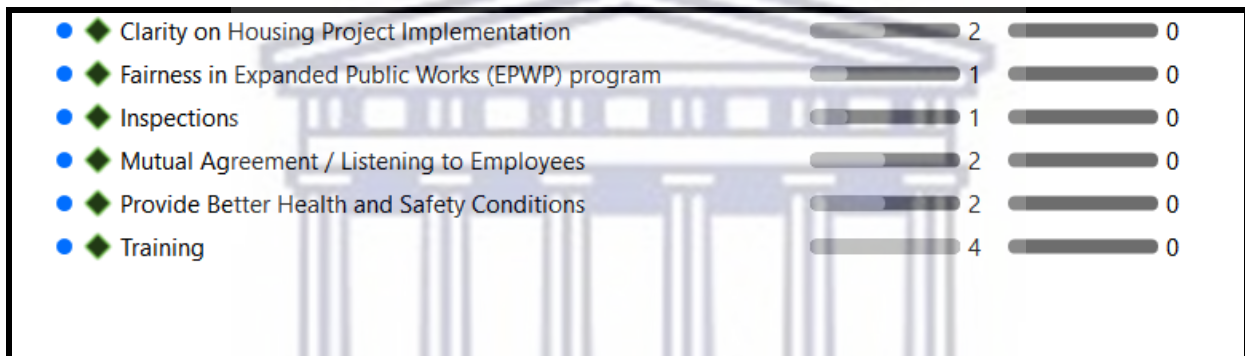 Clarity on Housing Project Implementation 2 0
Fairness in Expanded Public Works (EPWP) program 1 0
Inspections 1 0
Mutual Agreement / Listening to Employees 2 0
Provide Better Health and Safety Conditions 2 0
Training 4 0